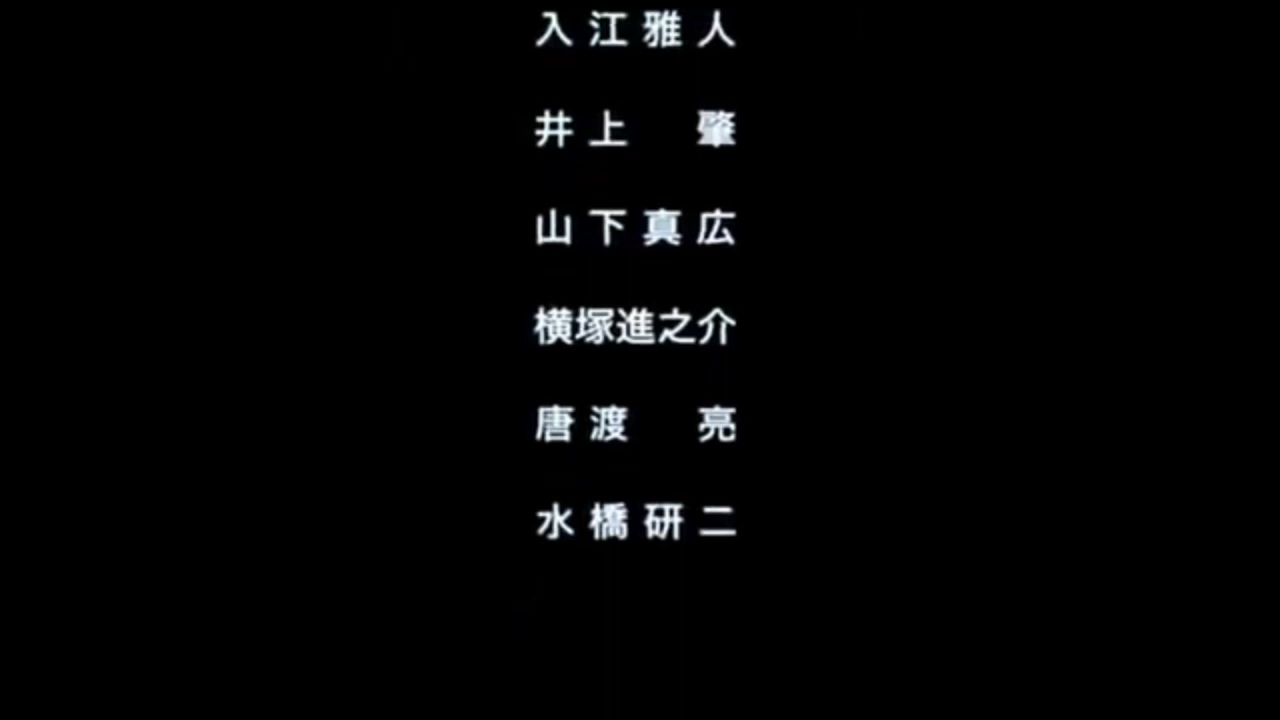 入江雅人
井上　肇
山下真広
横塚進之介
唐渡　亮
水橋研二